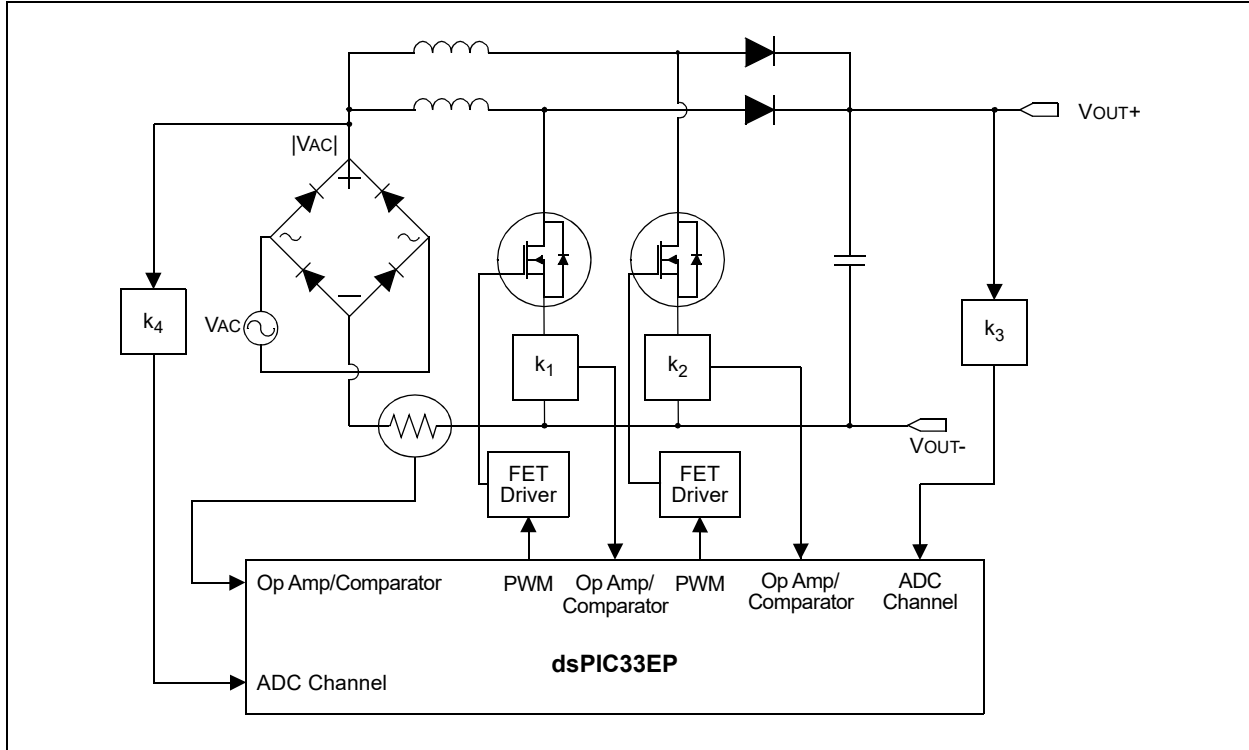 VOUT+
|VAC|
k4
VAC
k1
k2
k3
VOUT-
FET
Driver
FET
Driver
Op Amp/Comparator
PWM
Op Amp/
Comparator
PWM
Op Amp/
Comparator
ADC
Channel
dsPIC33EP
ADC Channel